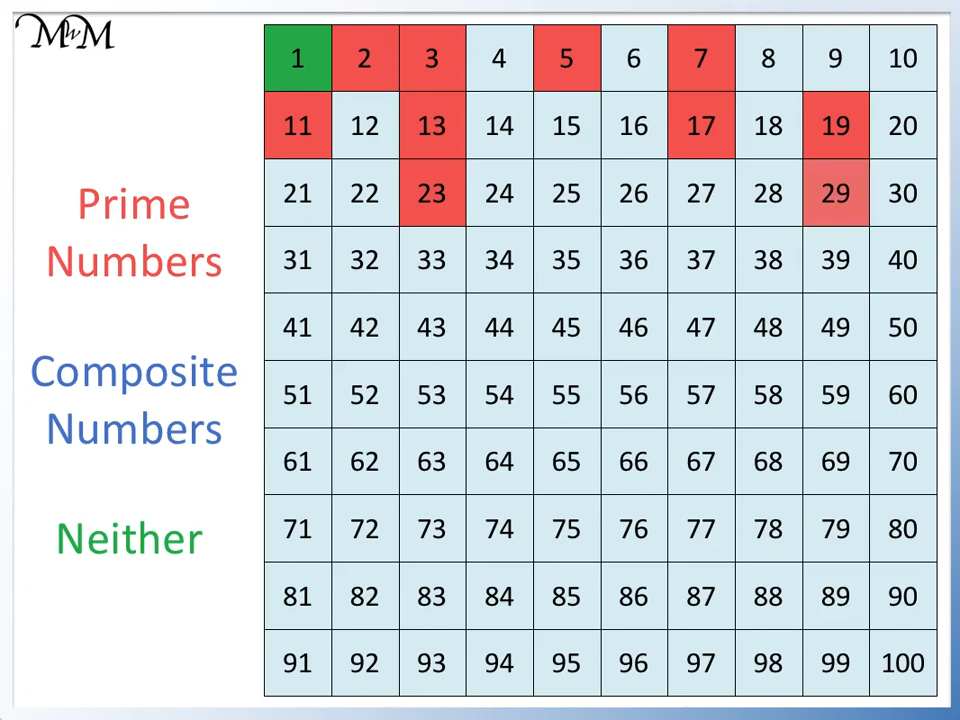 MwM
1 2 3 4 5 6 7 8 9 10
11 12 13 14 15 16 17 18 19 20
21 22 23 24 25 26 27 28 29 30
31 32 33 34 35 36 37 38 39 40
41 42 43 44 45 46 47 48 49 50
51 52 53 54 55 56 57 58 59 60
61 62 63 64 65 66 67 68 69 70
71 72 73 74 75 76 77 78 79 80
81 82 83 84 85 86 87 88 89 90
91 92 93 94 95 96 97 98 99 100
Prime
Numbers
Composite
Numbers
Neither